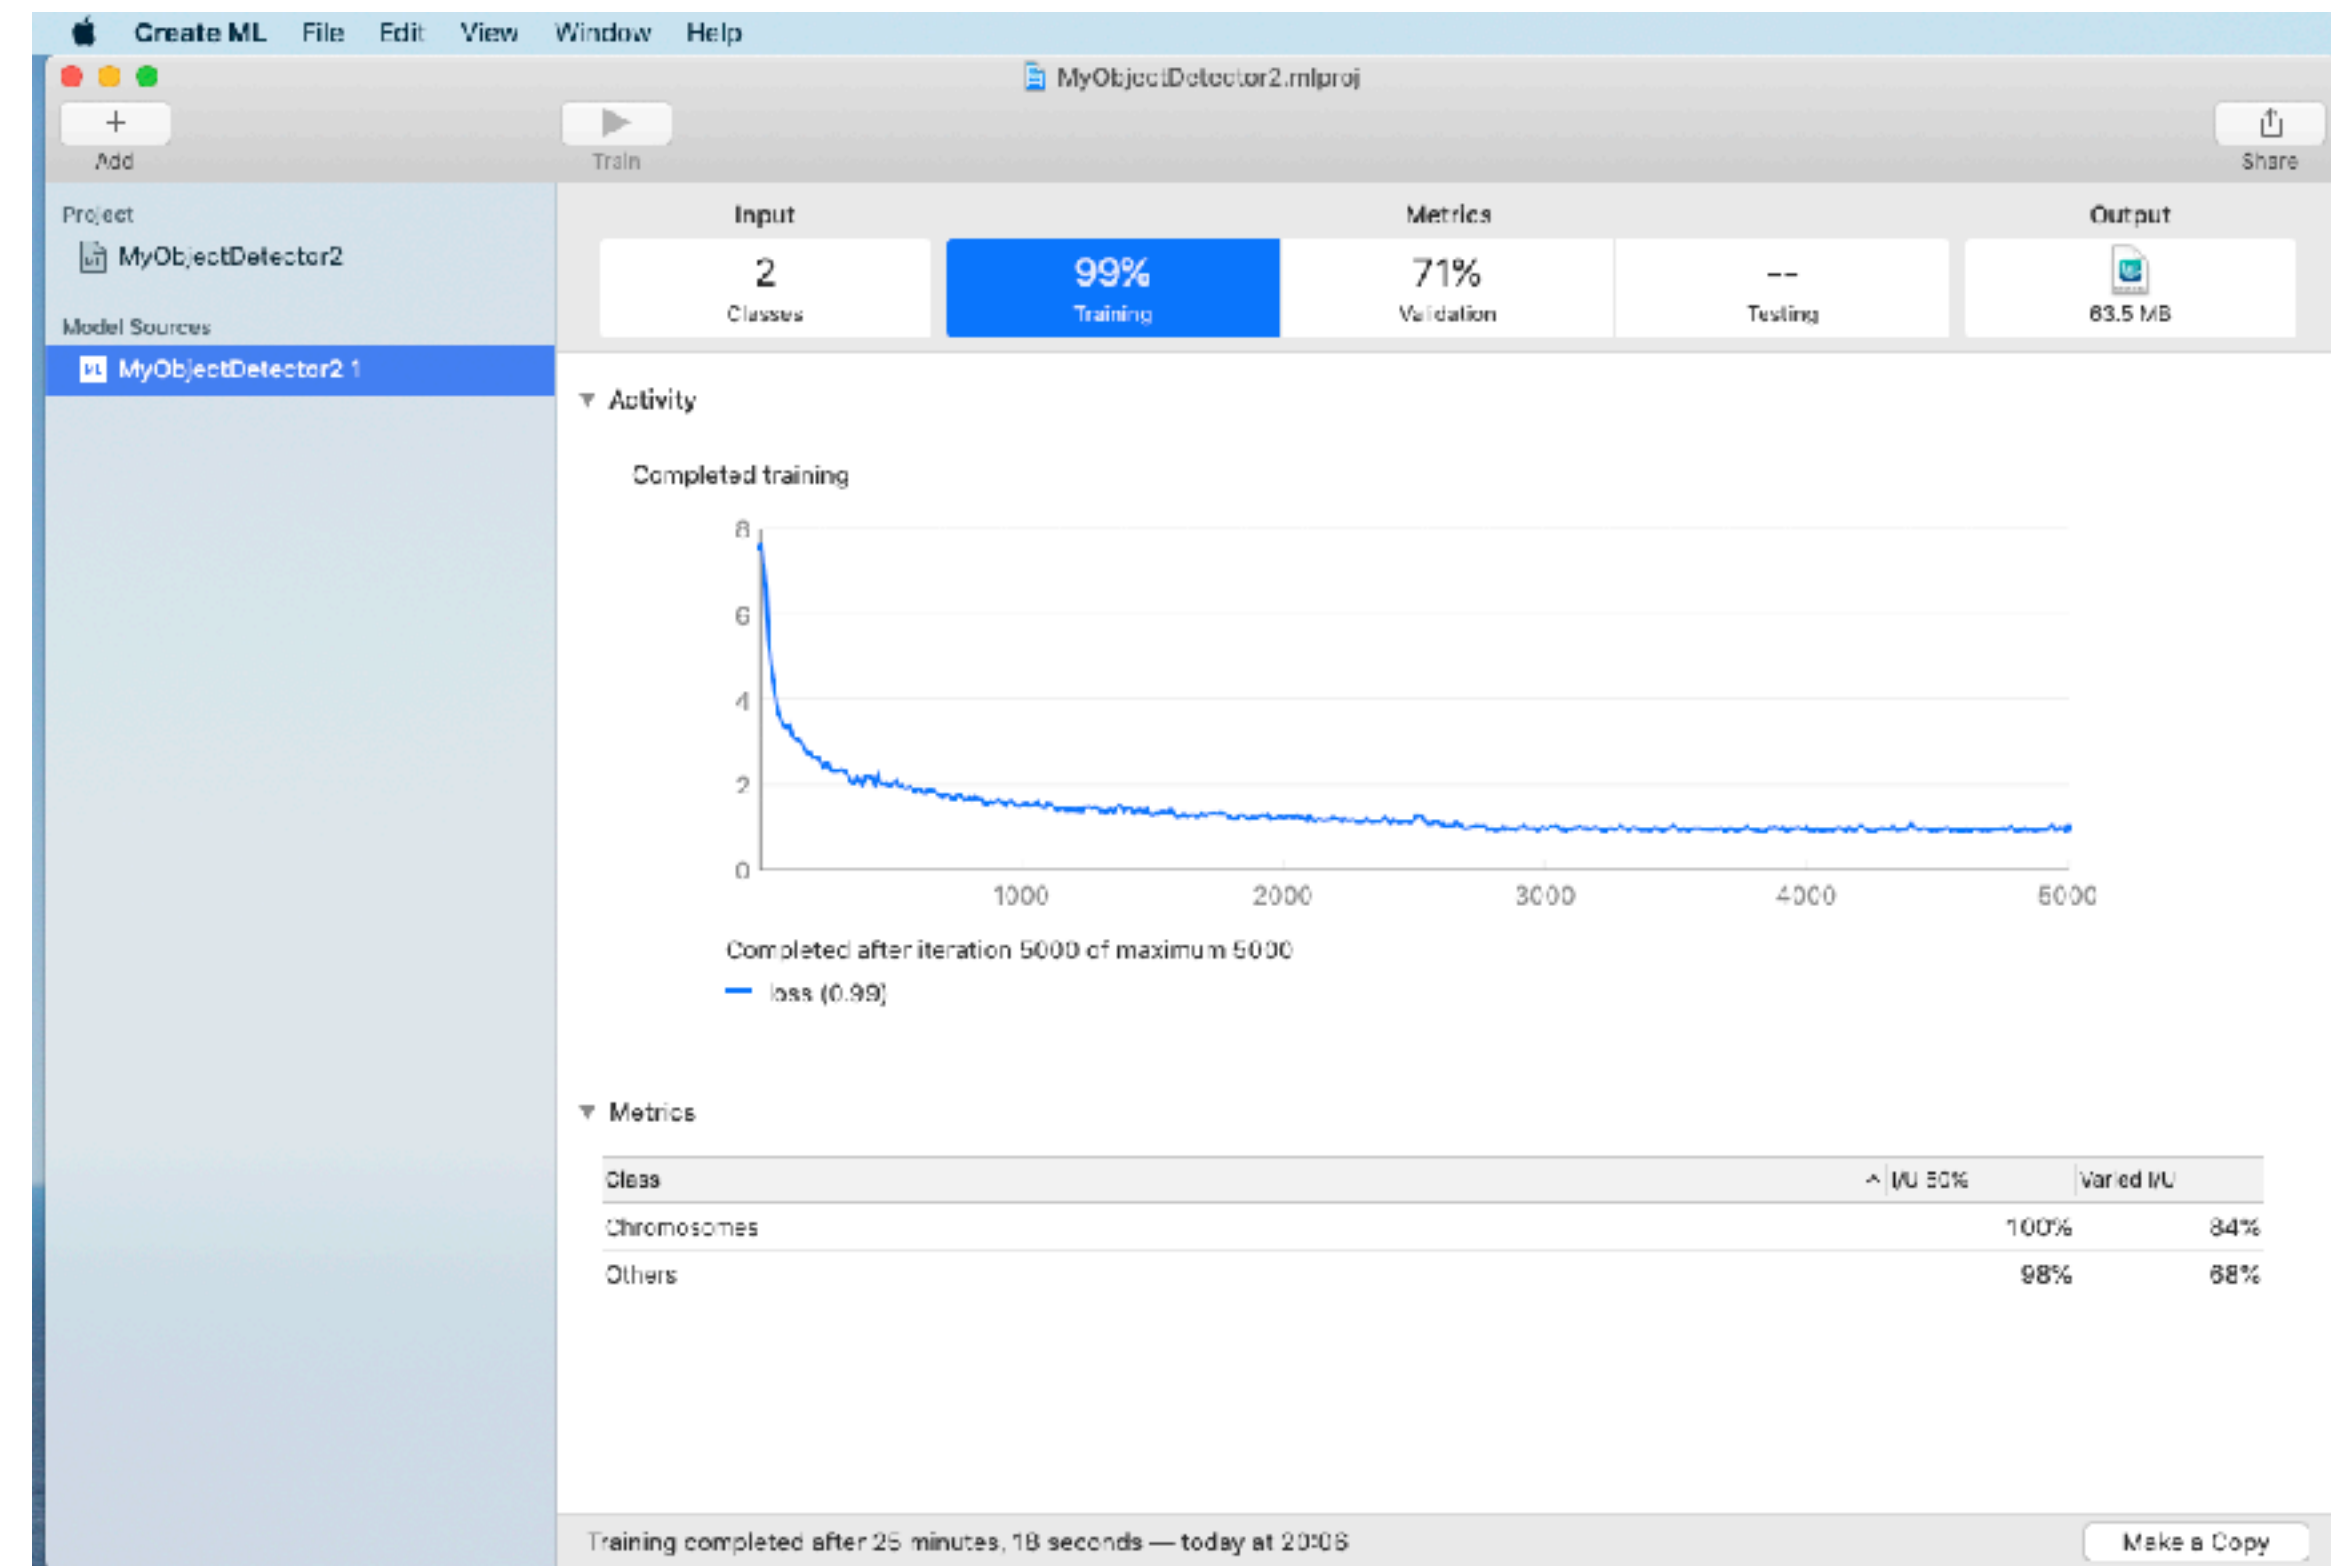 Create ML File Edit View Window Help
MyObjectDetector2.mlproj
+
Add
Train
Share
Project
MyObjectDetector2
Model Sources
ML MyObjectDetector2 1
Input Metrics Output
2 99% 71% -- 63.5 MB
Classes Training Validation Testing
Activity
Completed training
8
6
4
2
0
1000 2000 3000 4000 5000
Completed after iteration 5000 of maximum 5000
loss (0.99)
Metrics
Class I/U 50% Varied I/U
Chromosomes 100% 84%
Others 98% 68%
Training completed after 25 minutes, 18 seconds — today at 20:06
Make a Copy